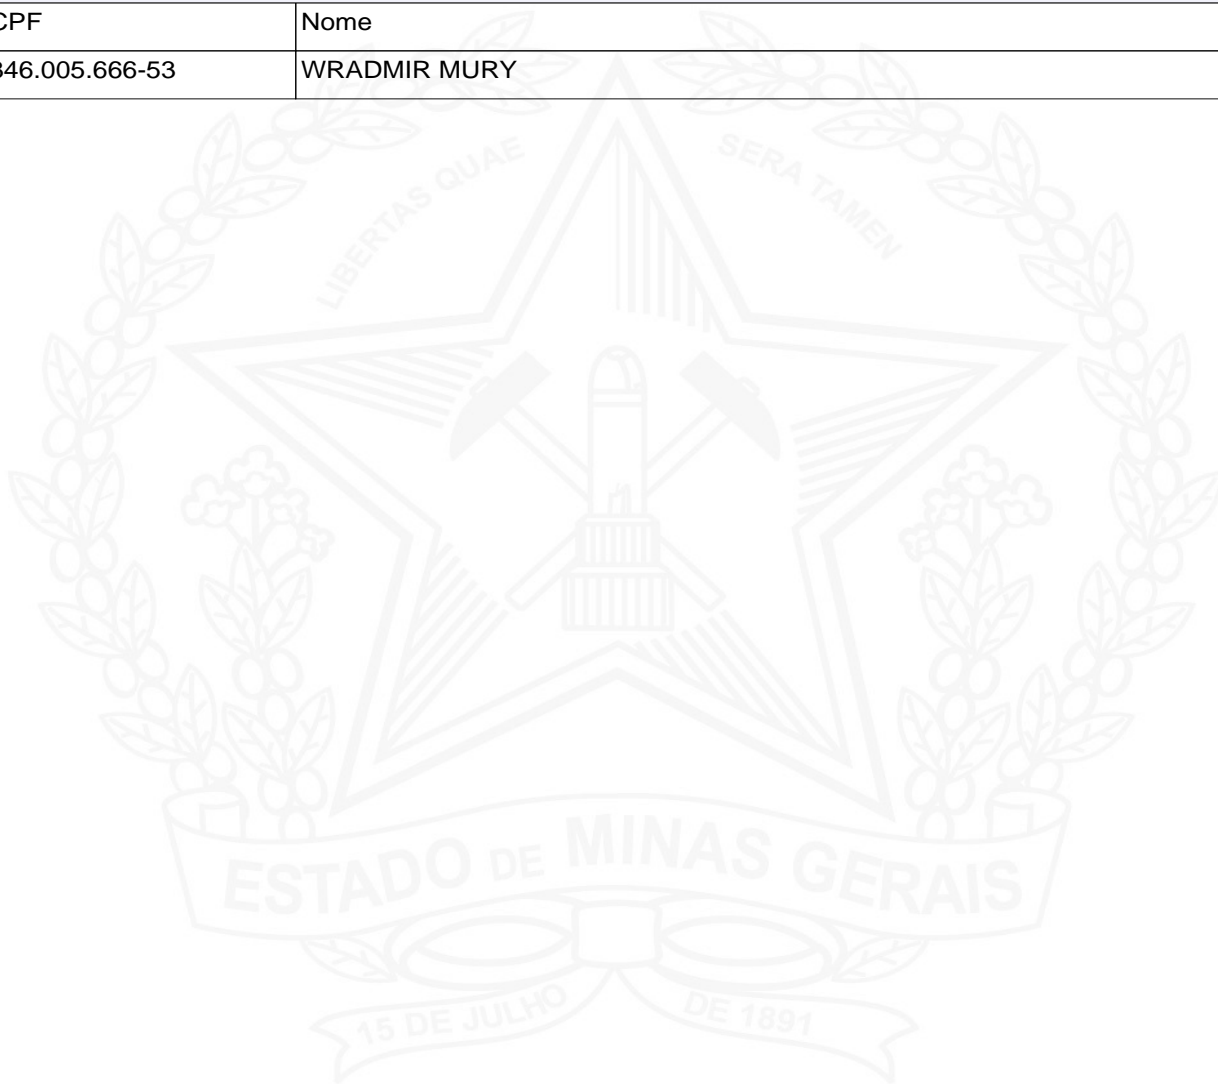 CPF Nome
346.005.666-53 WRADMIR MURY
LIBERTAS QUAE SERA TAMEN
ESTADO DE MINAS GERAIS
15 DE JULHO DE 1891